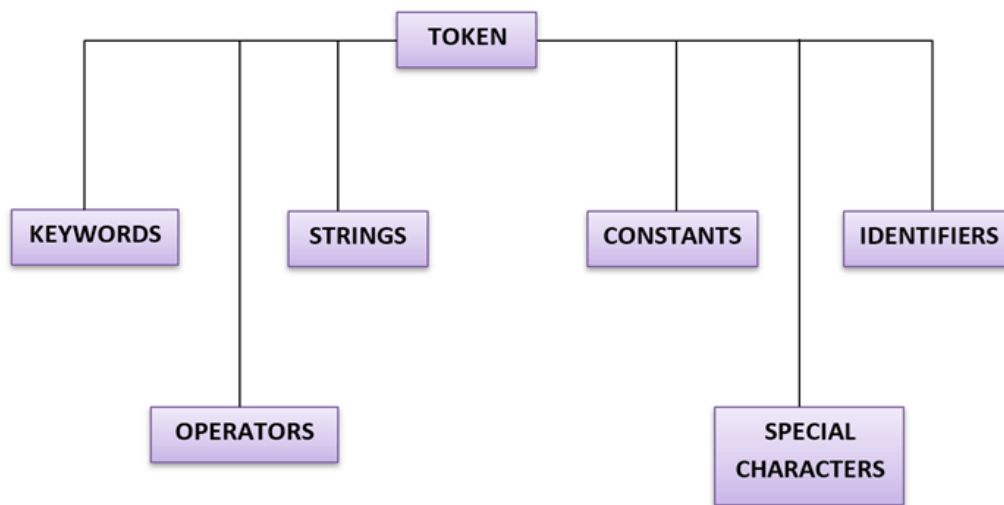 TOKEN
KEYWORDS
STRINGS
CONSTANTS
IDENTIFIERS
OPERATORS
SPECIAL
CHARACTERS